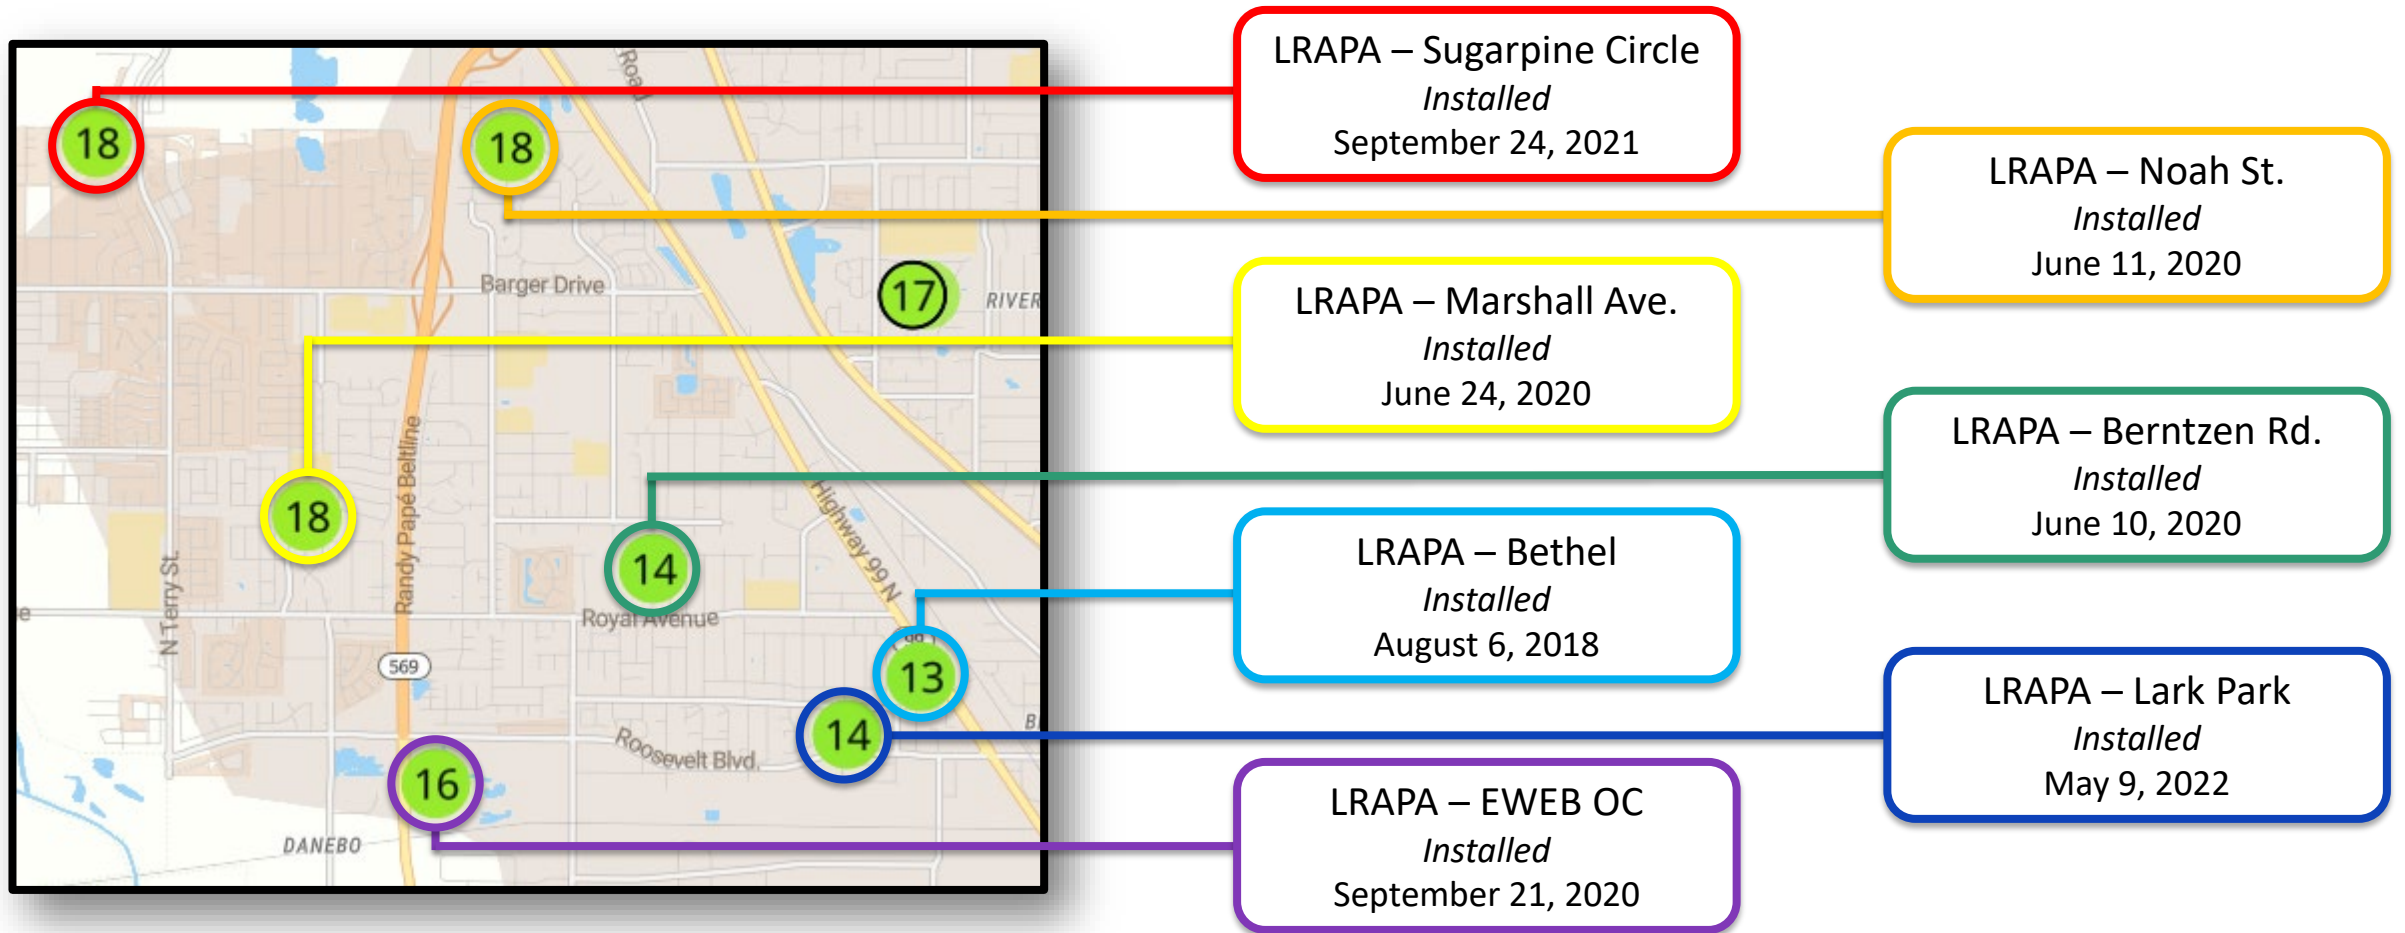 LRAPA – Sugarpine Circle
Installed
September 24, 2021
LRAPA – Noah St.
Installed
June 11, 2020
LRAPA – Marshall Ave.
Installed
June 24, 2020
LRAPA – Berntzen Rd.
Installed
June 10, 2020
LRAPA – Bethel
Installed
August 6, 2018
LRAPA – Lark Park
Installed
May 9, 2022
LRAPA – EWEB OC
Installed
September 21, 2020
Road
18
18
Barger Drive
17
RIVER
Randy Papé Beltline
Highway 99 N
18
14
N Terry St.
e
Royal Avenue
569
99
13
14
B
Roosevelt Blvd.
16
DANEBO